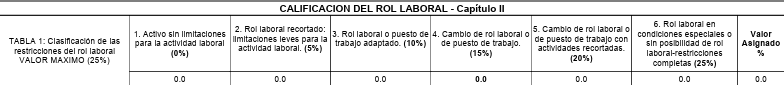 CALIFICACION DEL ROL LABORAL - Capítulo II
TABLA 1: Clasificación de las
restricciones del rol laboral
VALOR MAXIMO (25%)
1. Activo sin limitaciones
para la actividad laboral
(0%)
2. Rol laboral recortado:
limitaciones leves para la
actividad laboral. (5%)
3. Rol laboral o puesto de
trabajo adaptado. (10%)
4. Cambio de rol laboral o
de puesto de trabajo.
(15%)
5. Cambio de rol laboral o
de puesto de trabajo con
actividades recortadas.
(20%)
6. Rol laboral en
condiciones especiales o
sin posibilidad de rol
laboral-restricciones
completas (25%)
Valor
Asignado
%
0.0 0.0 0.0 0.0 0.0 0.0 0.0